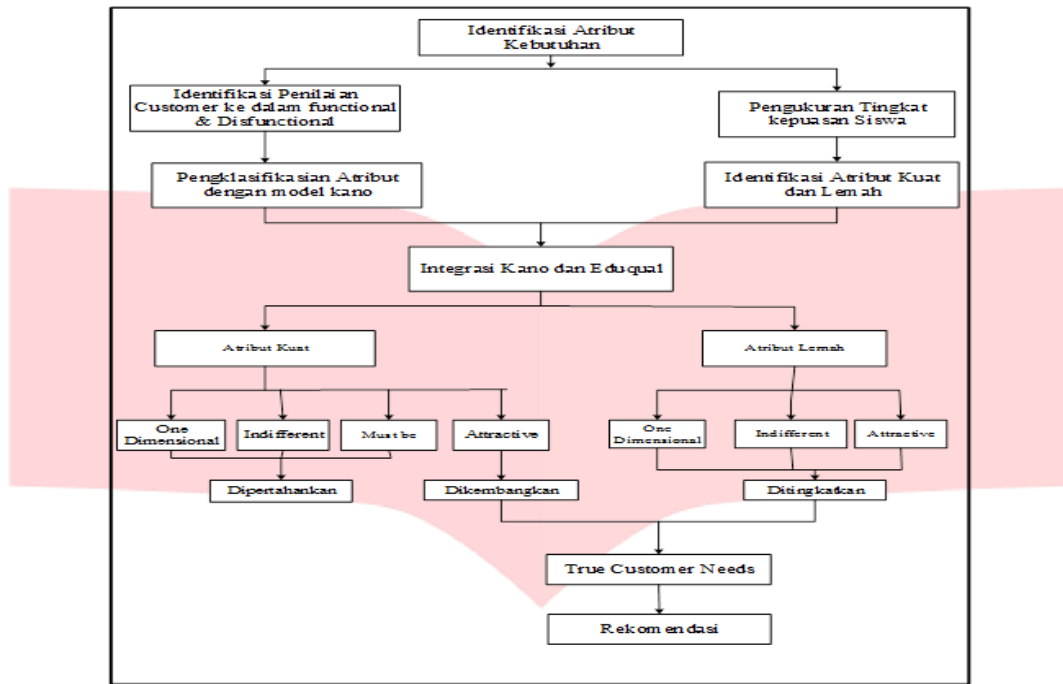 Identifikasi Atribut
Kebutuhan
Identifikasi Penilaian
Customer ke dalam functional
& Disfunctional
Pengukuran Tingkat
kepuasan Siswa
Pengklasifikasian Atribut
dengan model kano
Identifikasi Atribut Kuat
dan Lemah
Integrasi Kano dan Eduqual
Atribut Kuat
Atribut Lemah
One
Dimensional
Indifferent
Must be
Attractive
One
Dimensional
Indifferent
Attractive
Dipertahankan
Dikembangkan
Ditingkatkan
True Customer Needs
Rekomendasi